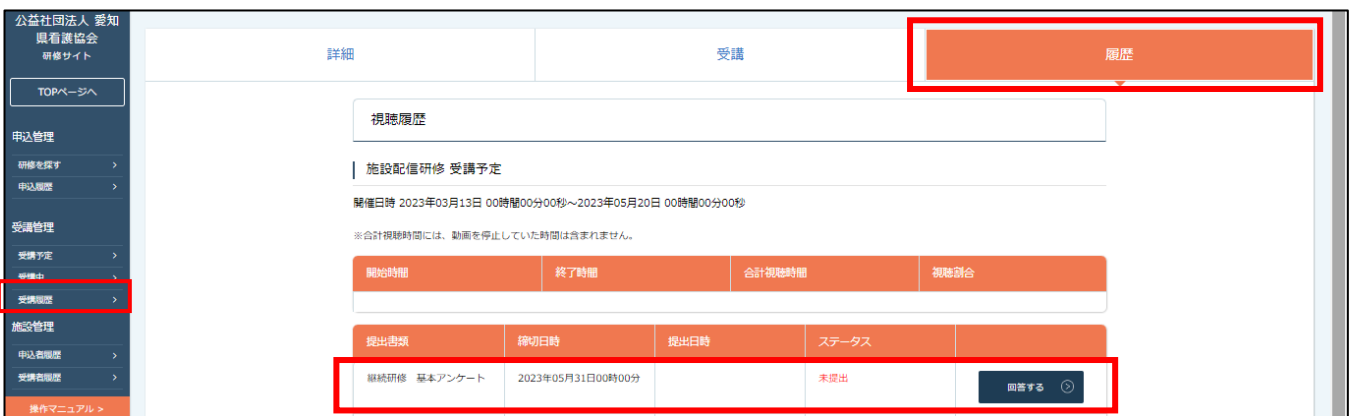 公益社団法人 愛知
県看護協会
研修サイト
TOPページへ
申込管理
研修を探す
申込履歴
受講管理
受講予定
受講中
受講履歴
施設管理
申込者履歴
受講者履歴
操作マニュアル >
詳細
受講
履歴
視聴履歴
施設配信研修 受講予定
開催日時 2023年03月13日 00時間00分00秒～2023年05月20日 00時間00分00秒
※合計視聴時間には、動画を停止していた時間は含まれません。
開始時間 終了時間 合計視聴時間 視聴割合
提出書類 締切日時 提出日時 ステータス
継続研修 基本アンケート 2023年05月31日00時00分 未提出 回答する